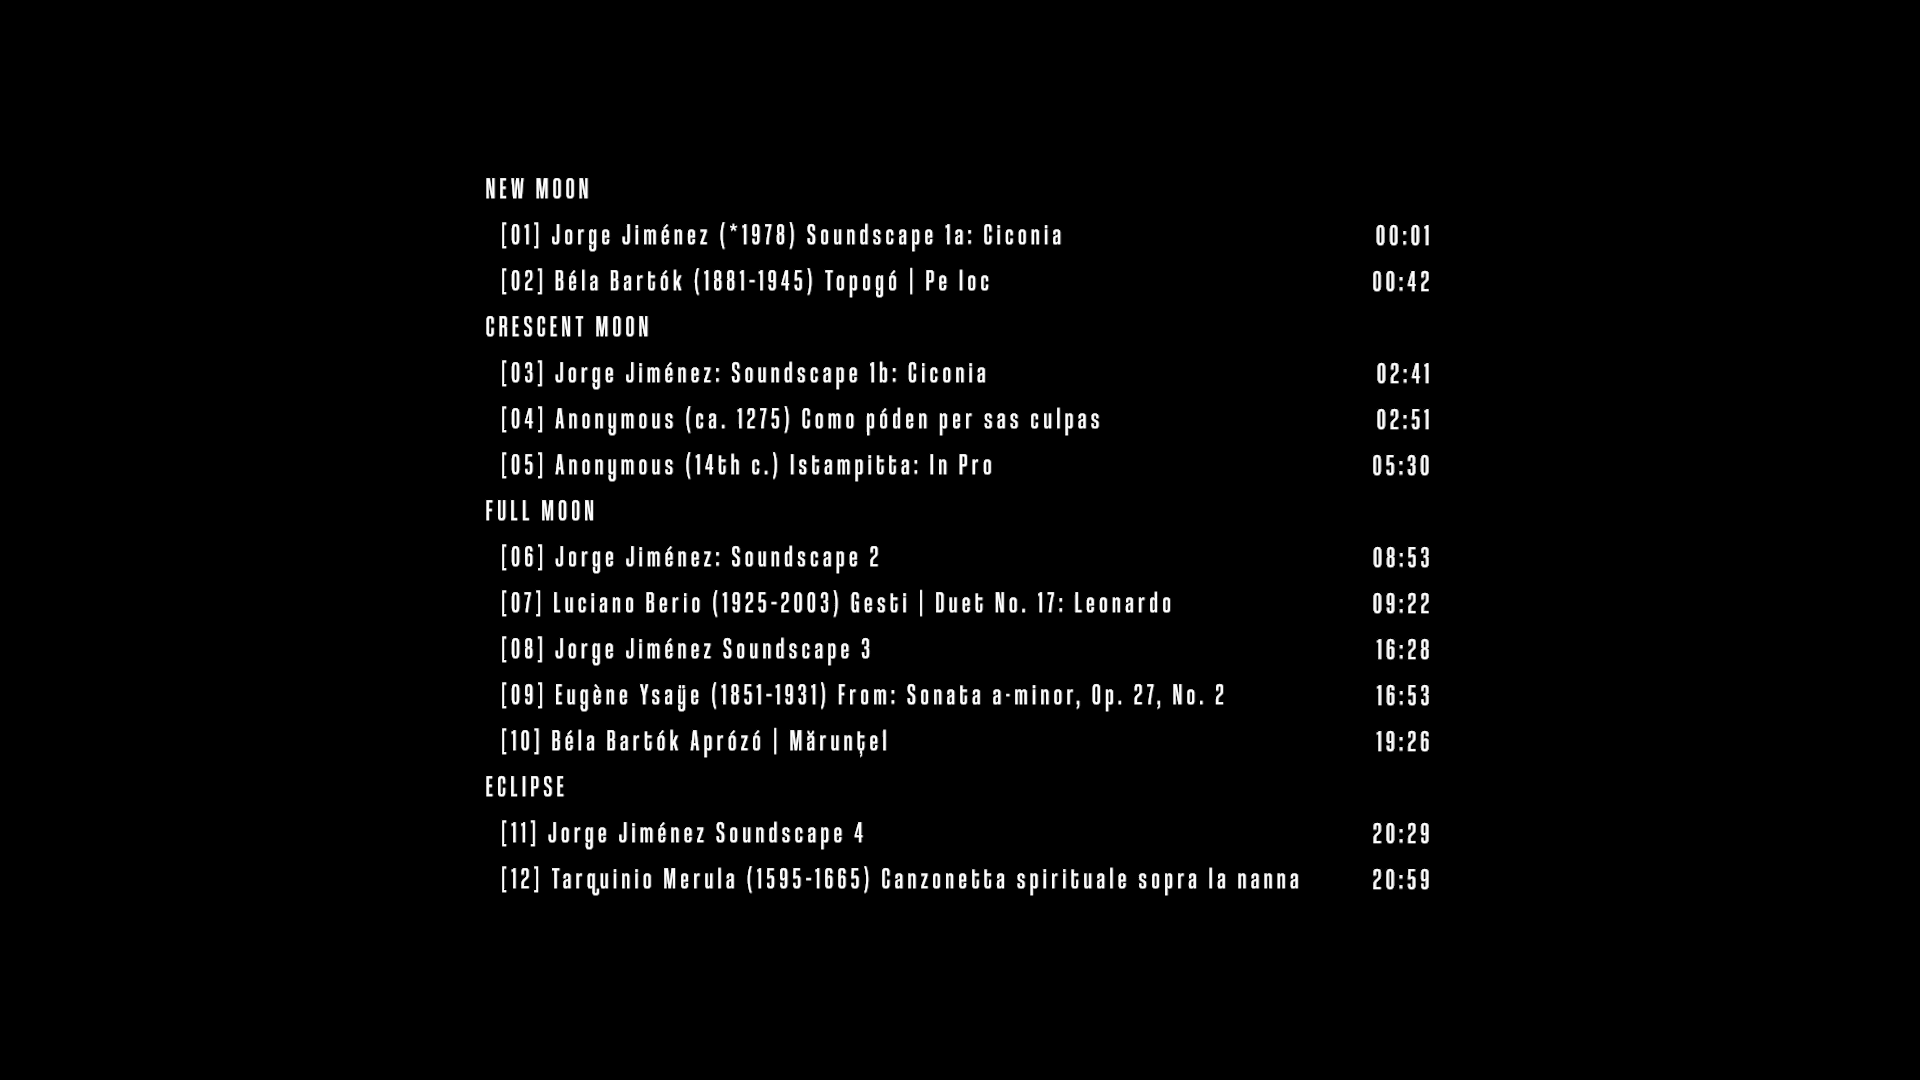 NEW MOON
[01] Jorge Jiménez (*1978) Soundscape 1a: Ciconia 00:01
[02] Béla Bartók (1881-1945) Topogó | Pe loc 00:42
CRESCENT MOON
[03] Jorge Jiménez: Soundscape 1b: Ciconia 02:41
[04] Anonymous (ca. 1275) Como póden per sas culpas 02:51
[05] Anonymous (14th c.) Istampitta: In Pro 05:30
FULL MOON
[06] Jorge Jiménez: Soundscape 2 08:53
[07] Luciano Berio (1925-2003) Gesti | Duet No. 17: Leonardo 09:22
[08] Jorge Jiménez Soundscape 3 16:28
[09] Eugène Ysaÿe (1851-1931) From: Sonata a-minor, Op. 27, No. 2 16:53
[10] Béla Bartók Aprózó | Mărunțel 19:26
ECLIPSE
[11] Jorge Jiménez Soundscape 4 20:29
[12] Tarquinio Merula (1595-1665) Canzonetta spirituale sopra la nanna 20:59